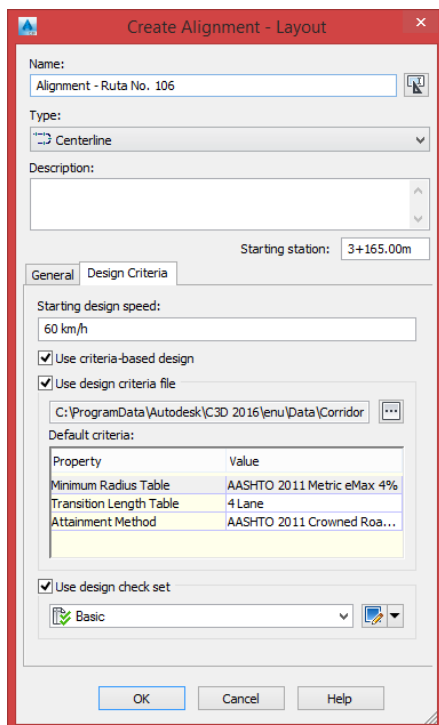 Create Alignment - Layout
Name:
Alignment - Ruta No. 106
Type:
Centerline
Description:
Starting station: 3+165.00m
General Design Criteria
Starting design speed:
60 km/h
Use criteria-based design
Use design criteria file
C:\ProgramData\Autodesk\C3D 2016\enu\Data\Corridor ...
Default criteria:
Property Value
Minimum Radius Table AASHTO 2011 Metric eMax 4%
Transition Length Table 4 Lane
Attainment Method AASHTO 2011 Crowned Roa...
Use design check set
Basic
OK Cancel Help